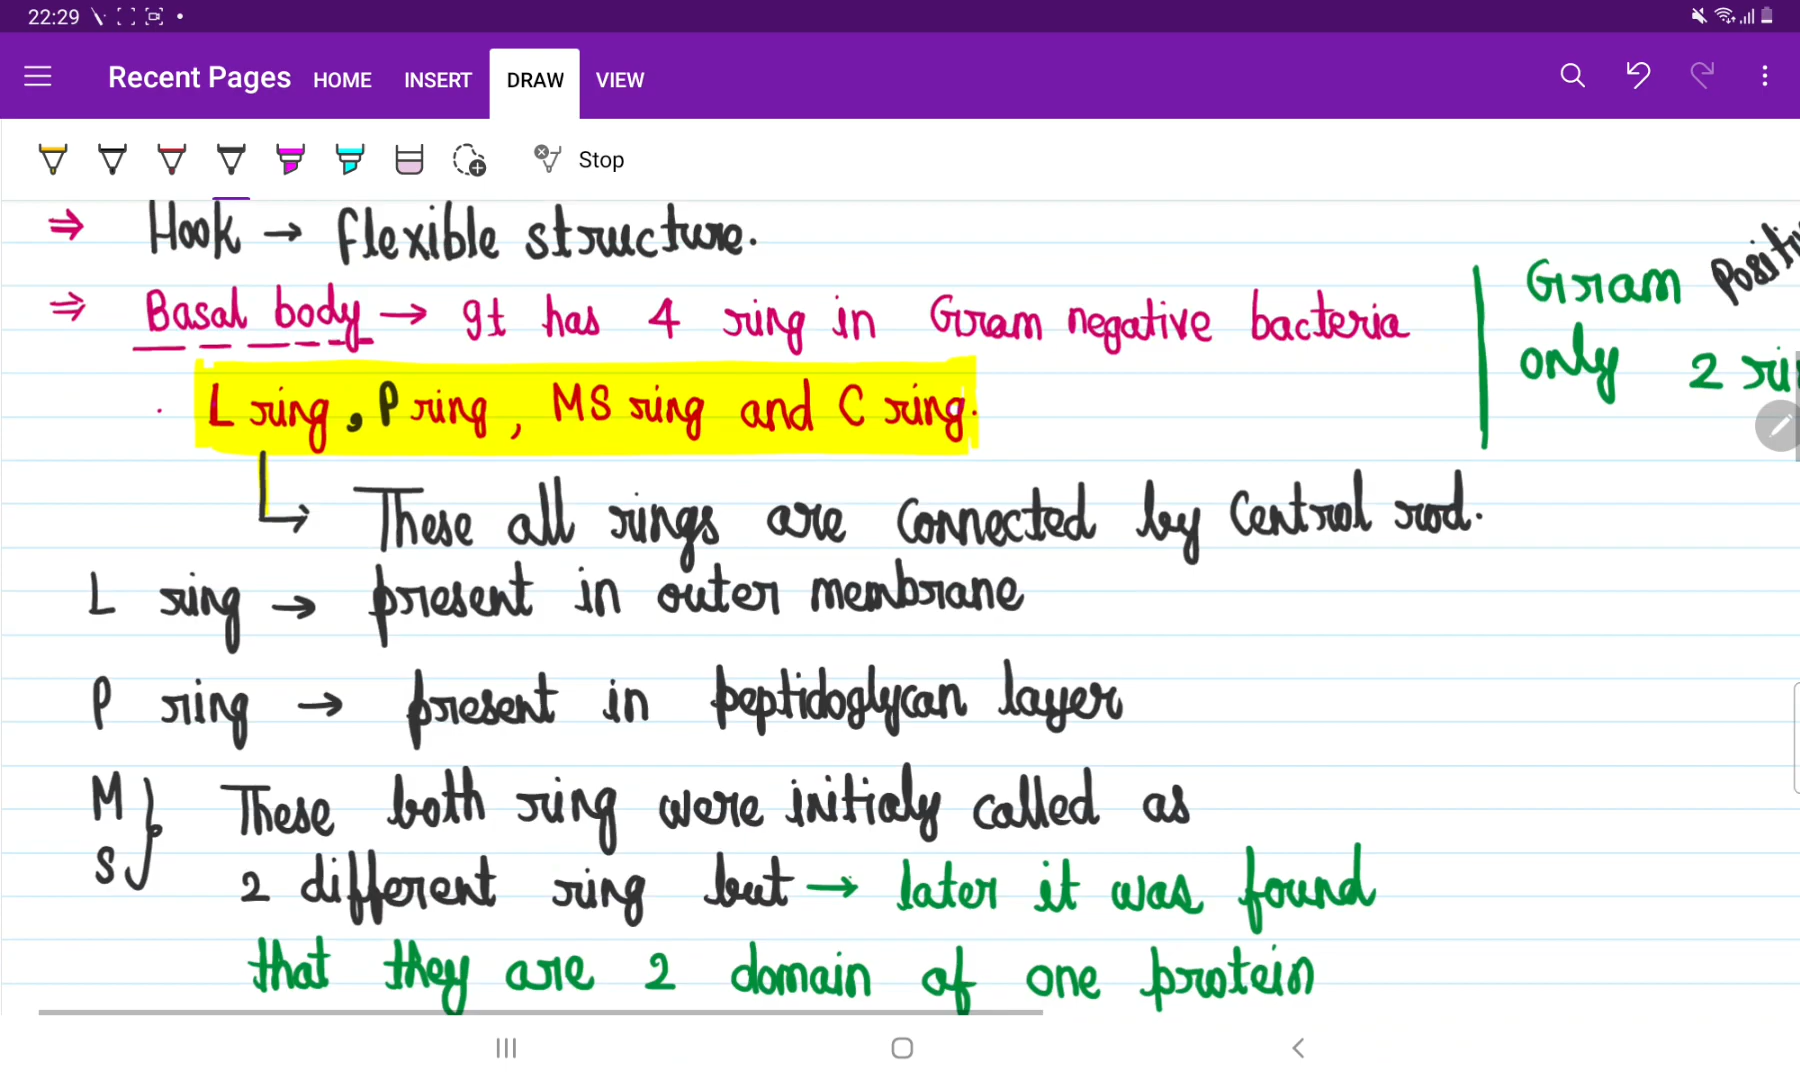 22:29
Recent Pages HOME INSERT DRAW VIEW
Stop
⇒ Hook → flexible structure.
⇒ Basal body → It has 4 ring in Gram negative bacteria
Gram Positiv
only 2 ri
L ring, P ring, MS ring and C ring.
These all rings are connected by Central rod.
L ring → present in outer membrane
P ring → present in peptidoglycan layer
M
S } These both ring were initialy called as
2 different ring but → later it was found
that they are 2 domain of one protein